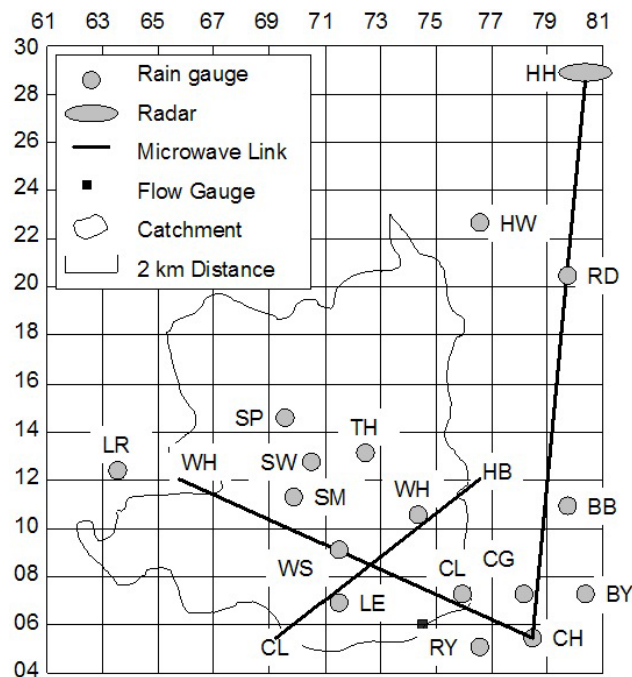 61 63 65 67 69 71 73 75 77 79 81
30
28
26
24
22
20
18
16
14
12
10
08
06
04
Rain gauge
Radar
Microwave Link
Flow Gauge
Catchment
2 km Distance
HH
HW
RD
SP
TH
LR
WH
SW
HB
SM
WH
BB
WS
CL
CG
LE
BY
CL
RY
CH